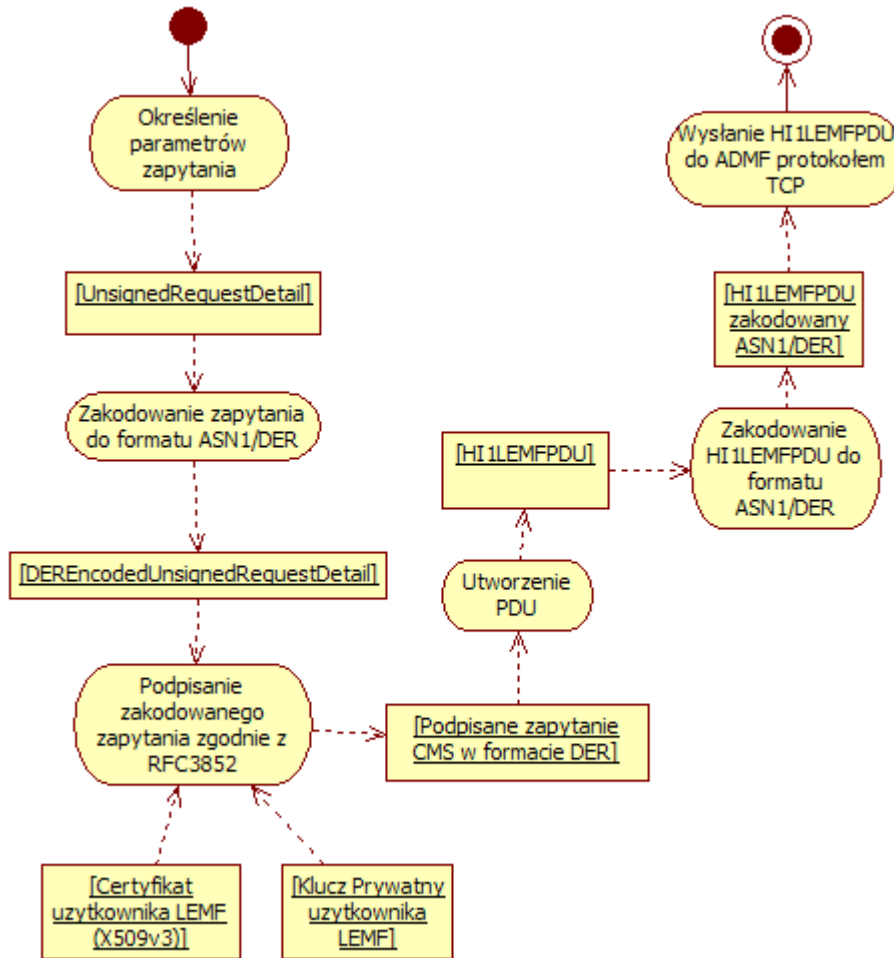 Określenie
parametrów
zapytania
[UnsignedRequestDetail]
Zakodowanie zapytania
do formatu ASN1/DER
[DEREncodedUnsignedRequestDetail]
Podpisanie
zakodowanego
zapytania zgodnie z
RFC3852
[Certyfikat
uzytkownika LEMF
(X509v3)]
[Klucz Prywatny
uzytkownika
LEMF]
[Podpisane zapytanie
CMS w formacie DER]
Utworzenie
PDU
[HI1LEMFPDU]
Zakodowanie
HI1LEMFPDU do
formatu
ASN1/DER
[HI1LEMFPDU
zakodowany
ASN1/DER]
Wysłanie HI1LEMFPDU
do ADMF protokołem
TCP